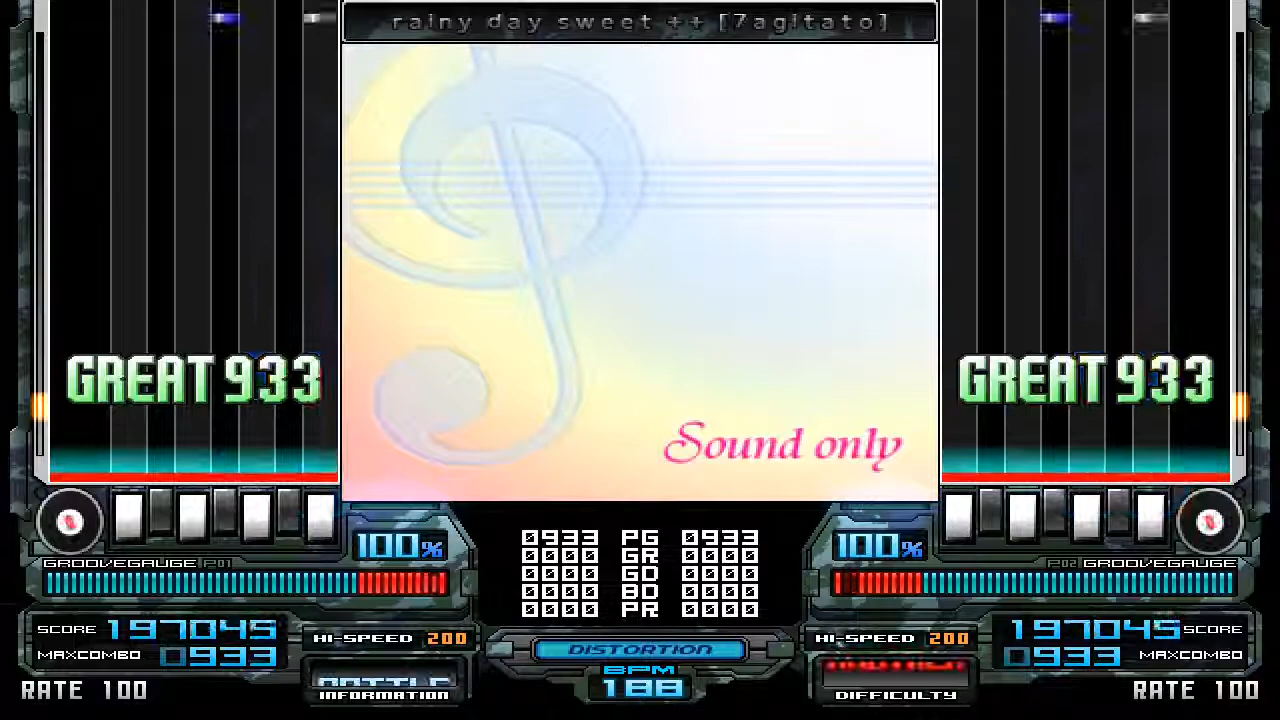 rainy day sweet ++ [7agitato]
GREAT 933
GREAT 933
Sound only
100%
100%
GROOVEGAUGE P01
P02 GROOVEGAUGE
0933 PG 0933
0000 GR 0000
0000 GD 0000
0000 BD 0000
0000 PR 0000
SCORE 197045
MAXCOMBO 0933
HI-SPEED 200
HI-SPEED 200
197045 SCORE
0933 MAXCOMBO
DISTORTION
BPM
188
INFORMATION
DIFFICULTY
RATE 100
RATE 100